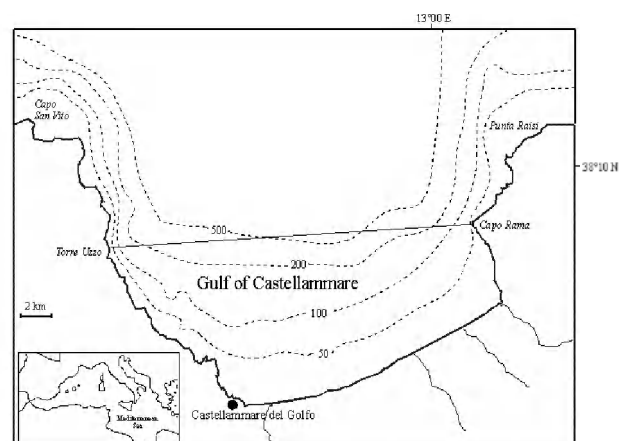 13°00 E
Capo
San Vito
Punta Raisi
38°10 N
500
Capo Rama
Torre Uzzo
200
Gulf of Castellammare
2 km
100
50
Castellammare del Golfo
Mediterranean
Sea